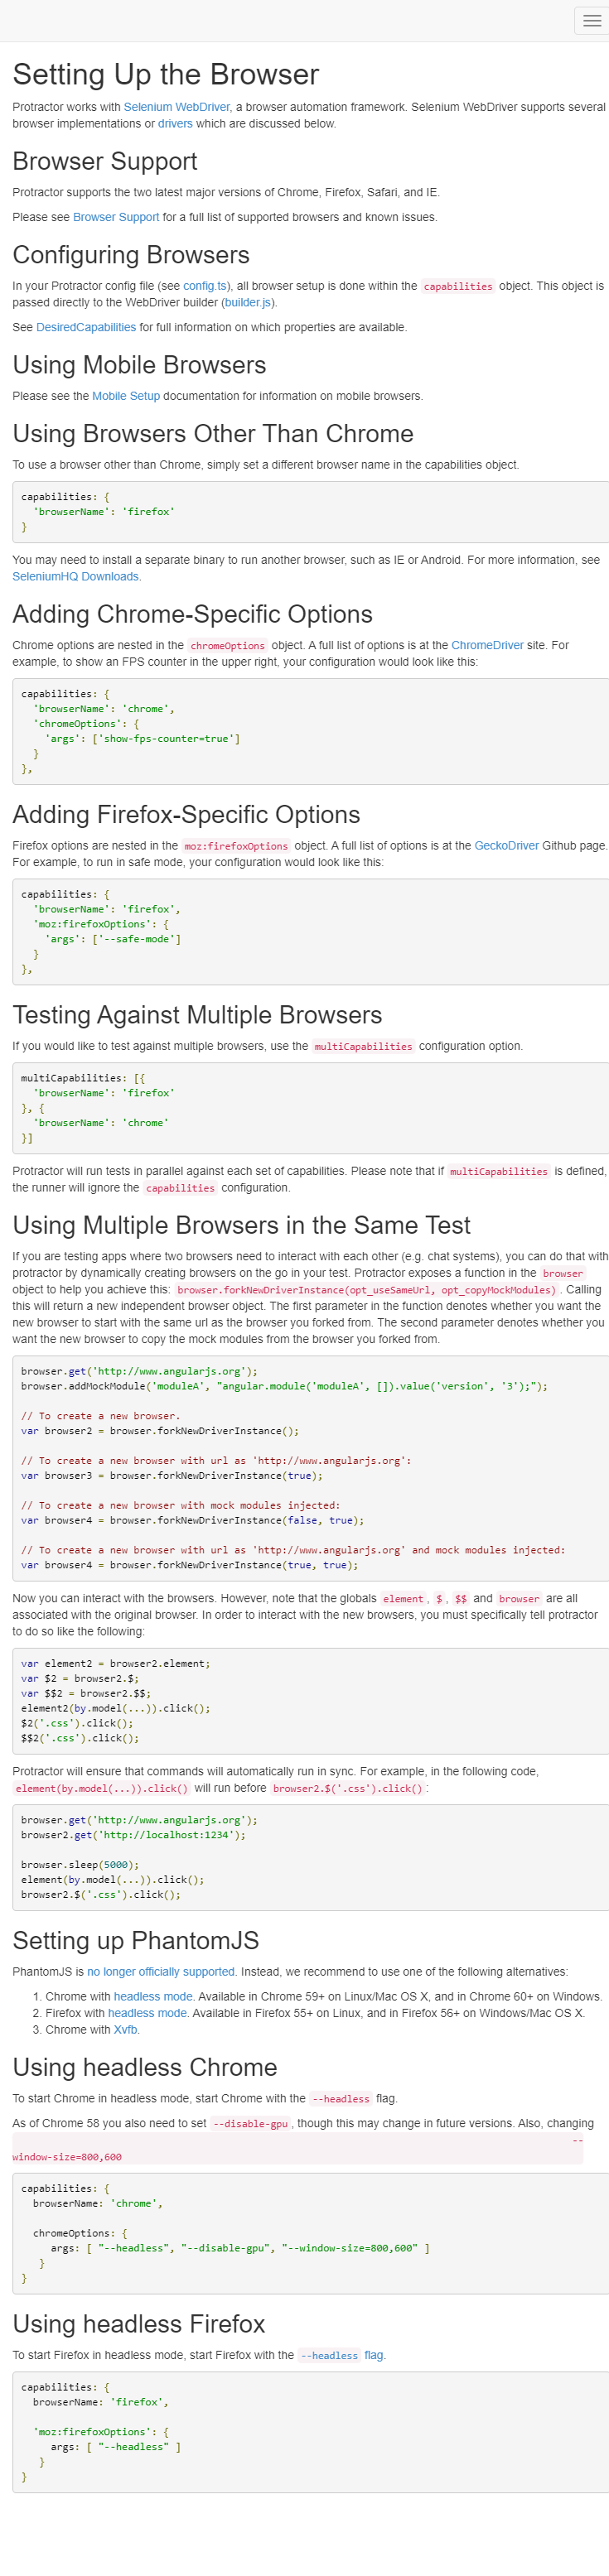 Setting Up the Browser
Protractor works with Selenium WebDriver, a browser automation framework. Selenium WebDriver supports several
browser implementations or drivers which are discussed below.
Browser Support
Protractor supports the two latest major versions of Chrome, Firefox, Safari, and IE.
Please see Browser Support for a full list of supported browsers and known issues.
Configuring Browsers
In your Protractor config file (see config.ts), all browser setup is done within the capabilities object. This object is
passed directly to the WebDriver builder (builder.js).
See DesiredCapabilities for full information on which properties are available.
Using Mobile Browsers
Please see the Mobile Setup documentation for information on mobile browsers.
Using Browsers Other Than Chrome
To use a browser other than Chrome, simply set a different browser name in the capabilities object.
capabilities: {
  'browserName': 'firefox'
}
You may need to install a separate binary to run another browser, such as IE or Android. For more information, see
SeleniumHQ Downloads.
Adding Chrome-Specific Options
Chrome options are nested in the chromeOptions object. A full list of options is at the ChromeDriver site. For
example, to show an FPS counter in the upper right, your configuration would look like this:
capabilities: {
  'browserName': 'chrome',
  'chromeOptions': {
    'args': ['show-fps-counter=true']
  }
},
Adding Firefox-Specific Options
Firefox options are nested in the moz:firefoxOptions object. A full list of options is at the GeckoDriver Github page.
For example, to run in safe mode, your configuration would look like this:
capabilities: {
  'browserName': 'firefox',
  'moz:firefoxOptions': {
    'args': ['--safe-mode']
  }
},
Testing Against Multiple Browsers
If you would like to test against multiple browsers, use the multiCapabilities configuration option.
multiCapabilities: [{
  'browserName': 'firefox'
}, {
  'browserName': 'chrome'
}]
Protractor will run tests in parallel against each set of capabilities. Please note that if multiCapabilities is defined,
the runner will ignore the capabilities configuration.
Using Multiple Browsers in the Same Test
If you are testing apps where two browsers need to interact with each other (e.g. chat systems), you can do that with
protractor by dynamically creating browsers on the go in your test. Protractor exposes a function in the browser
object to help you achieve this: browser.forkNewDriverInstance(opt_useSameUrl, opt_copyMockModules). Calling
this will return a new independent browser object. The first parameter in the function denotes whether you want the
new browser to start with the same url as the browser you forked from. The second parameter denotes whether you
want the new browser to copy the mock modules from the browser you forked from.
browser.get('http://www.angularjs.org');
browser.addMockModule('moduleA', "angular.module('moduleA', []).value('version', '3');");
// To create a new browser.
var browser2 = browser.forkNewDriverInstance();
// To create a new browser with url as 'http://www.angularjs.org':
var browser3 = browser.forkNewDriverInstance(true);
// To create a new browser with mock modules injected:
var browser4 = browser.forkNewDriverInstance(false, true);
// To create a new browser with url as 'http://www.angularjs.org' and mock modules injected:
var browser4 = browser.forkNewDriverInstance(true, true);
Now you can interact with the browsers. However, note that the globals element, $, $$ and browser are all
associated with the original browser. In order to interact with the new browsers, you must specifically tell protractor
to do so like the following:
var element2 = browser2.element;
var $2 = browser2.$;
var $$2 = browser2.$$;
element2(by.model(...)).click();
$2('.css').click();
$$2('.css').click();
Protractor will ensure that commands will automatically run in sync. For example, in the following code,
element(by.model(...)).click() will run before browser2.$('.css').click():
browser.get('http://www.angularjs.org');
browser2.get('http://localhost:1234');
browser.sleep(5000);
element(by.model(...)).click();
browser2.$('.css').click();
Setting up PhantomJS
PhantomJS is no longer officially supported. Instead, we recommend to use one of the following alternatives:
1. Chrome with headless mode. Available in Chrome 59+ on Linux/Mac OS X, and in Chrome 60+ on Windows.
2. Firefox with headless mode. Available in Firefox 55+ on Linux, and in Firefox 56+ on Windows/Mac OS X.
3. Chrome with Xvfb.
Using headless Chrome
To start Chrome in headless mode, start Chrome with the --headless flag.
As of Chrome 58 you also need to set --disable-gpu, though this may change in future versions. Also, changing
--
window-size=800,600
capabilities: {
  browserName: 'chrome',
  chromeOptions: {
     args: [ "--headless", "--disable-gpu", "--window-size=800,600" ]
   }
}
Using headless Firefox
To start Firefox in headless mode, start Firefox with the --headless flag.
capabilities: {
  browserName: 'firefox',
  'moz:firefoxOptions': {
     args: [ "--headless" ]
   }
}